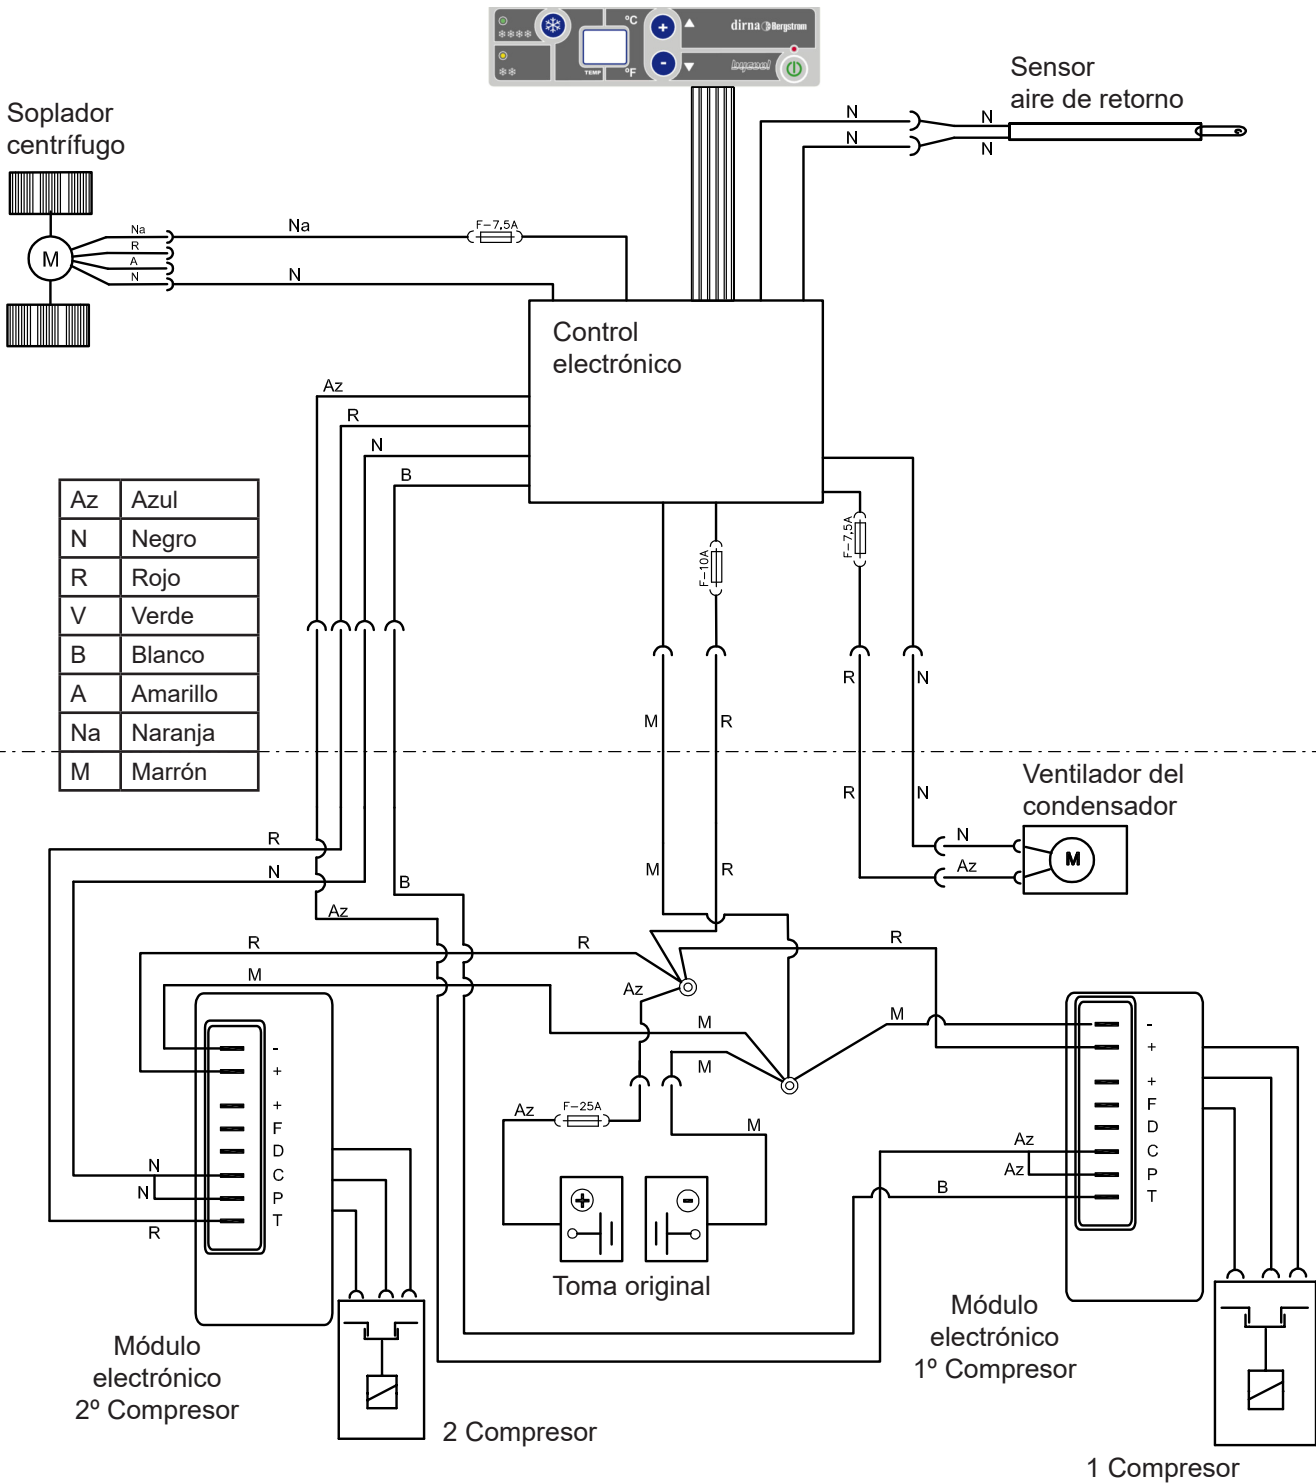 °C
dirna Bergstrom
TEMP
°F
bycool
Sensor
aire de retorno
Soplador
centrífugo
N
N
N
N
Na
R
A
N
M
Na
F-7,5A
N
Control
electrónico
Az
R
N
B
Az Azul
N Negro
R Rojo
V Verde
B Blanco
A Amarillo
Na Naranja
M Marrón
F-10A
F-7,5A
R
N
M
R
R
N
Ventilador del
condensador
N
Az
M
R
N
B
Az
M
R
R
R
R
M
Az
M
M
M
-
+
+
F
D
C
P
T
N
N
R
Az
F-25A
M
+
-
Toma original
-
+
+
F
D
C
P
T
Az
Az
B
Módulo
electrónico
2º Compresor
2 Compresor
Módulo
electrónico
1º Compresor
1 Compresor